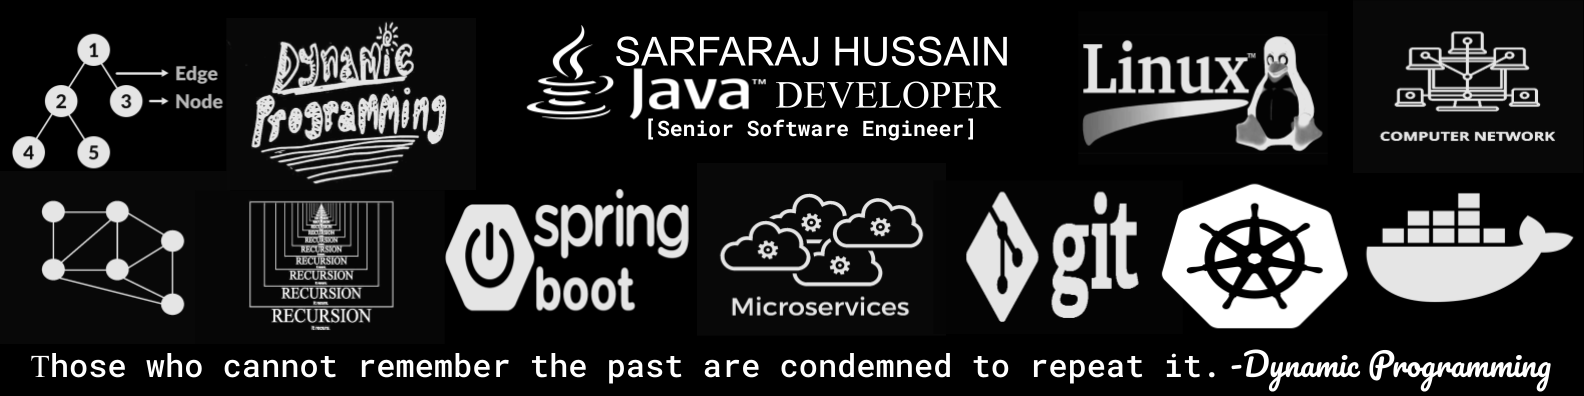 1
Edge
2
3
Node
4
5
Dynamic
Programming
SARFARAJ HUSSAIN
Java™ DEVELOPER
[Senior Software Engineer]
Linux™
COMPUTER NETWORK
RECURSION
RECURSION
RECURSION
RECURSION
RECURSION
RECURSION
spring
boot
Microservices
git
Those who cannot remember the past are condemned to repeat it. -Dynamic Programming